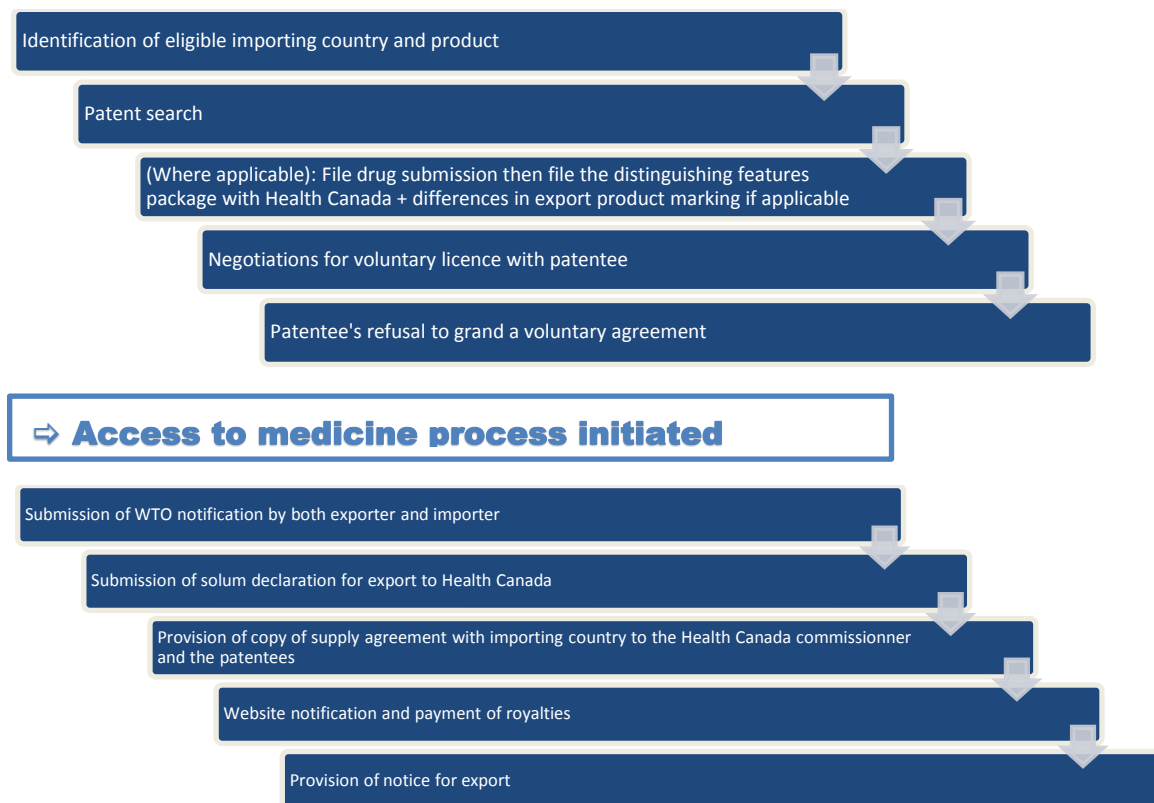 Identification of eligible importing country and product
Patent search
(Where applicable): File drug submission then file the distinguishing features
package with Health Canada + differences in export product marking if applicable
Negotiations for voluntary licence with patentee
Patentee's refusal to grand a voluntary agreement
⇨ Access to medicine process initiated
Submission of WTO notification by both exporter and importer
Submission of solum declaration for export to Health Canada
Provision of copy of supply agreement with importing country to the Health Canada commissionner
and the patentees
Website notification and payment of royalties
Provision of notice for export